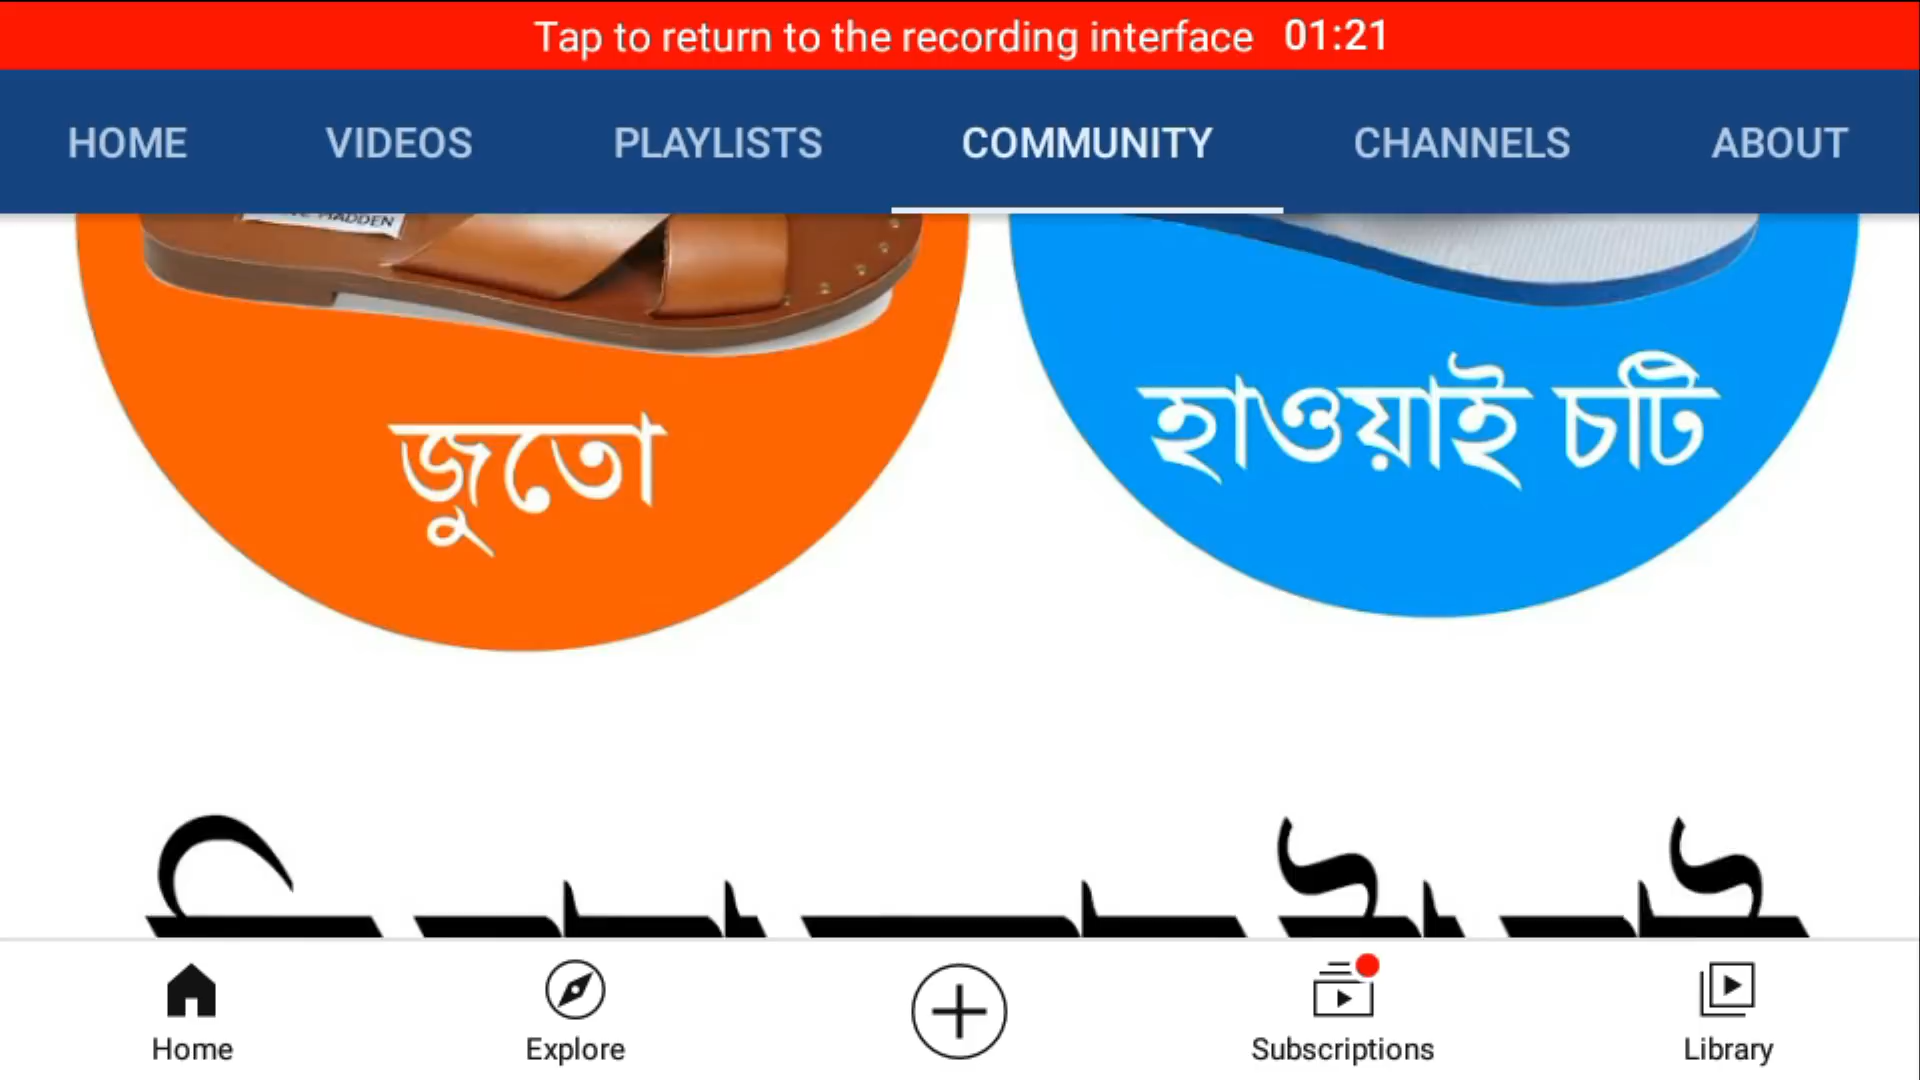 Tap to return to the recording interface 01:21
HOME VIDEOS PLAYLISTS COMMUNITY CHANNELS ABOUT
MADDEN
জুতো
হাওয়াই চটি
Home Explore Subscriptions Library